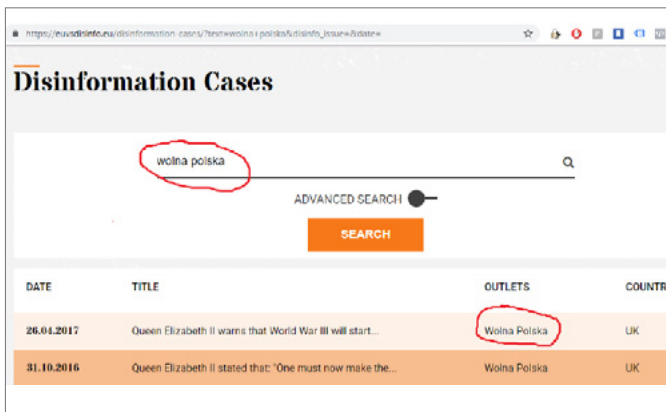 https://euvsdisinfo.eu/disinformation-cases/?text=wolna+polska&disinfo_issue=&date=
Disinformation Cases
wolna polska
ADVANCED SEARCH
SEARCH
DATE TITLE OUTLETS COUNTR
26.04.2017 Queen Elizabeth II warns that World War III will start... Wolna Polska UK
31.10.2016 Queen Elizabeth II stated that: "One must now make the... Wolna Polska UK